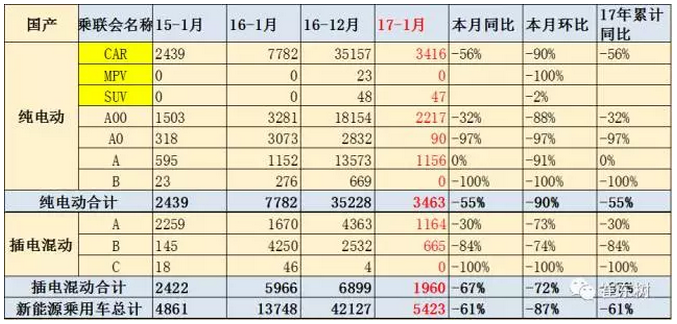 国产 乘联会名称 15-1月 16-1月 16-12月 17-1月 本月同比 本月环比 17年累计同比
纯电动 CAR 2439 7782 35157 3416 -56% -90% -56%
MPV 0 0 23 0 -100%
SUV 0 0 48 47 -2%
A00 1503 3281 18154 2217 -32% -88% -32%
A0 318 3073 2832 90 -97% -97% -97%
A 595 1152 13573 1156 0% -91% 0%
B 23 276 669 0 -100% -100% -100%
纯电动合计 2439 7782 35228 3463 -55% -90% -55%
插电混动 A 2259 1670 4363 1164 -30% -73% -30%
B 145 4250 2532 665 -84% -74% -84%
C 18 46 4 0 -100% -100% -100%
插电混动合计 2422 5966 6899 1960 -67% -72%
新能源乘用车总计 4861 13748 42127 5423 -61% -87% -61%